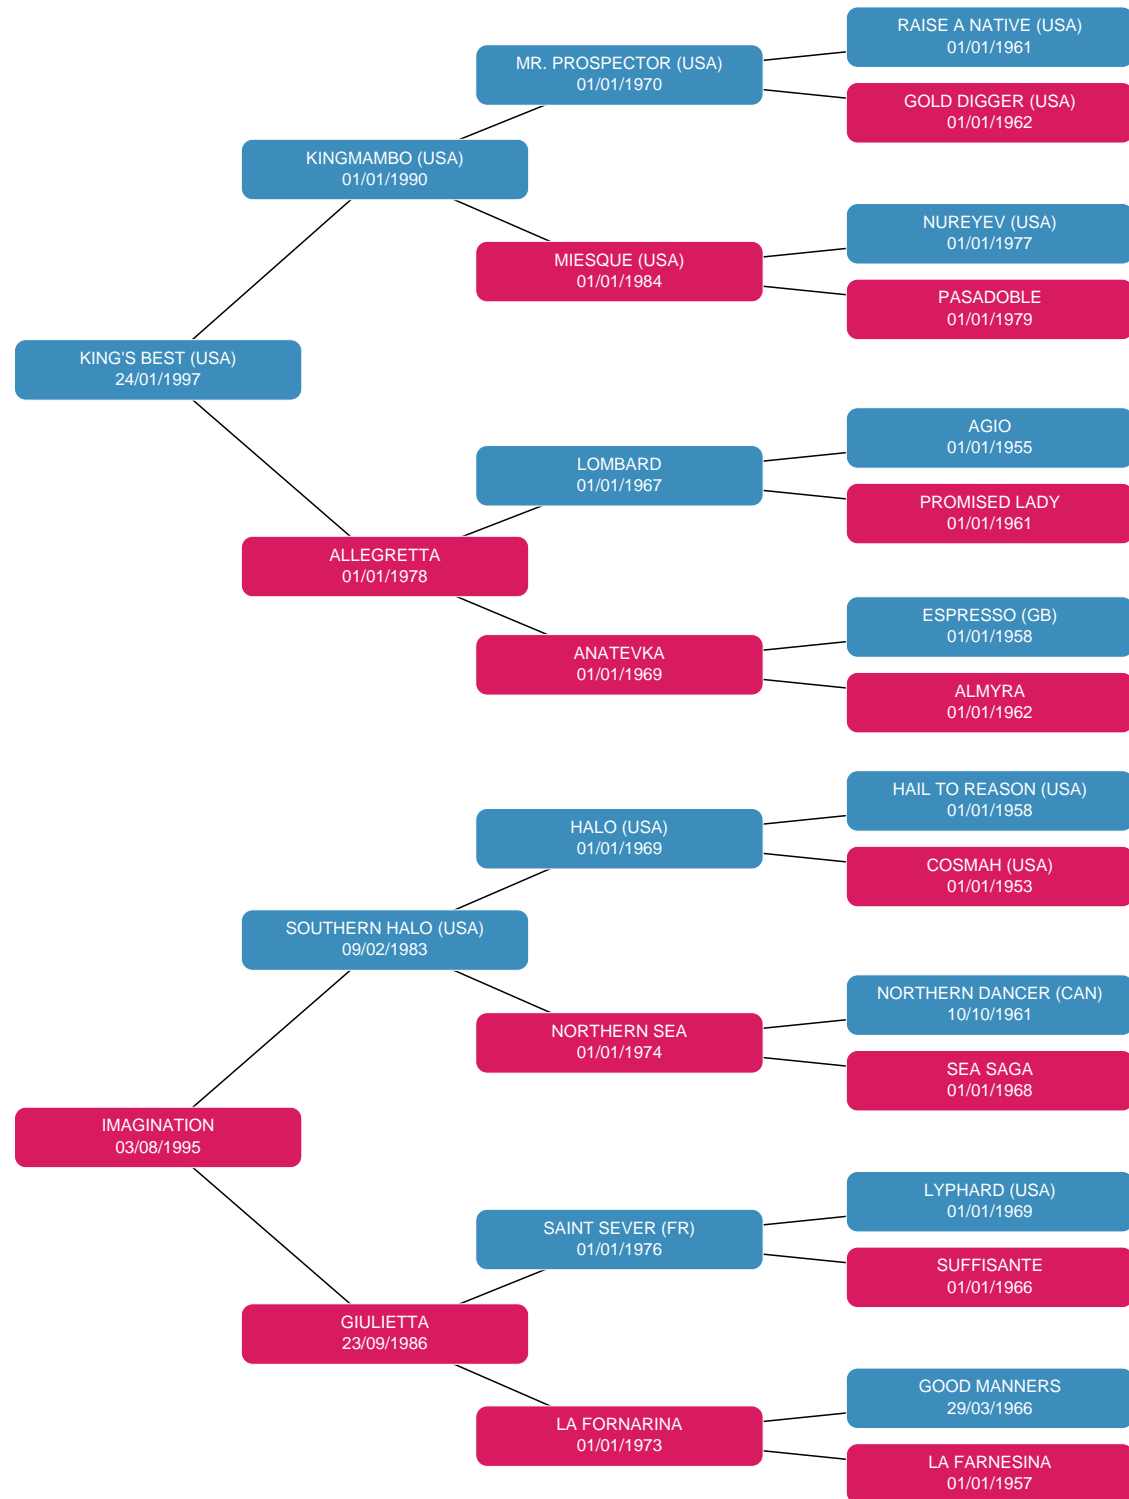 RAISE A NATIVE (USA)
01/01/1961
MR. PROSPECTOR (USA)
01/01/1970
GOLD DIGGER (USA)
01/01/1962
KINGMAMBO (USA)
01/01/1990
NUREYEV (USA)
01/01/1977
MIESQUE (USA)
01/01/1984
PASADOBLE
01/01/1979
KING'S BEST (USA)
24/01/1997
AGIO
01/01/1955
LOMBARD
01/01/1967
PROMISED LADY
01/01/1961
ALLEGRETTA
01/01/1978
ESPRESSO (GB)
01/01/1958
ANATEVKA
01/01/1969
ALMYRA
01/01/1962
HAIL TO REASON (USA)
01/01/1958
HALO (USA)
01/01/1969
COSMAH (USA)
01/01/1953
SOUTHERN HALO (USA)
09/02/1983
NORTHERN DANCER (CAN)
10/10/1961
NORTHERN SEA
01/01/1974
SEA SAGA
01/01/1968
IMAGINATION
03/08/1995
LYPHARD (USA)
01/01/1969
SAINT SEVER (FR)
01/01/1976
SUFFISANTE
01/01/1966
GIULIETTA
23/09/1986
GOOD MANNERS
29/03/1966
LA FORNARINA
01/01/1973
LA FARNESINA
01/01/1957